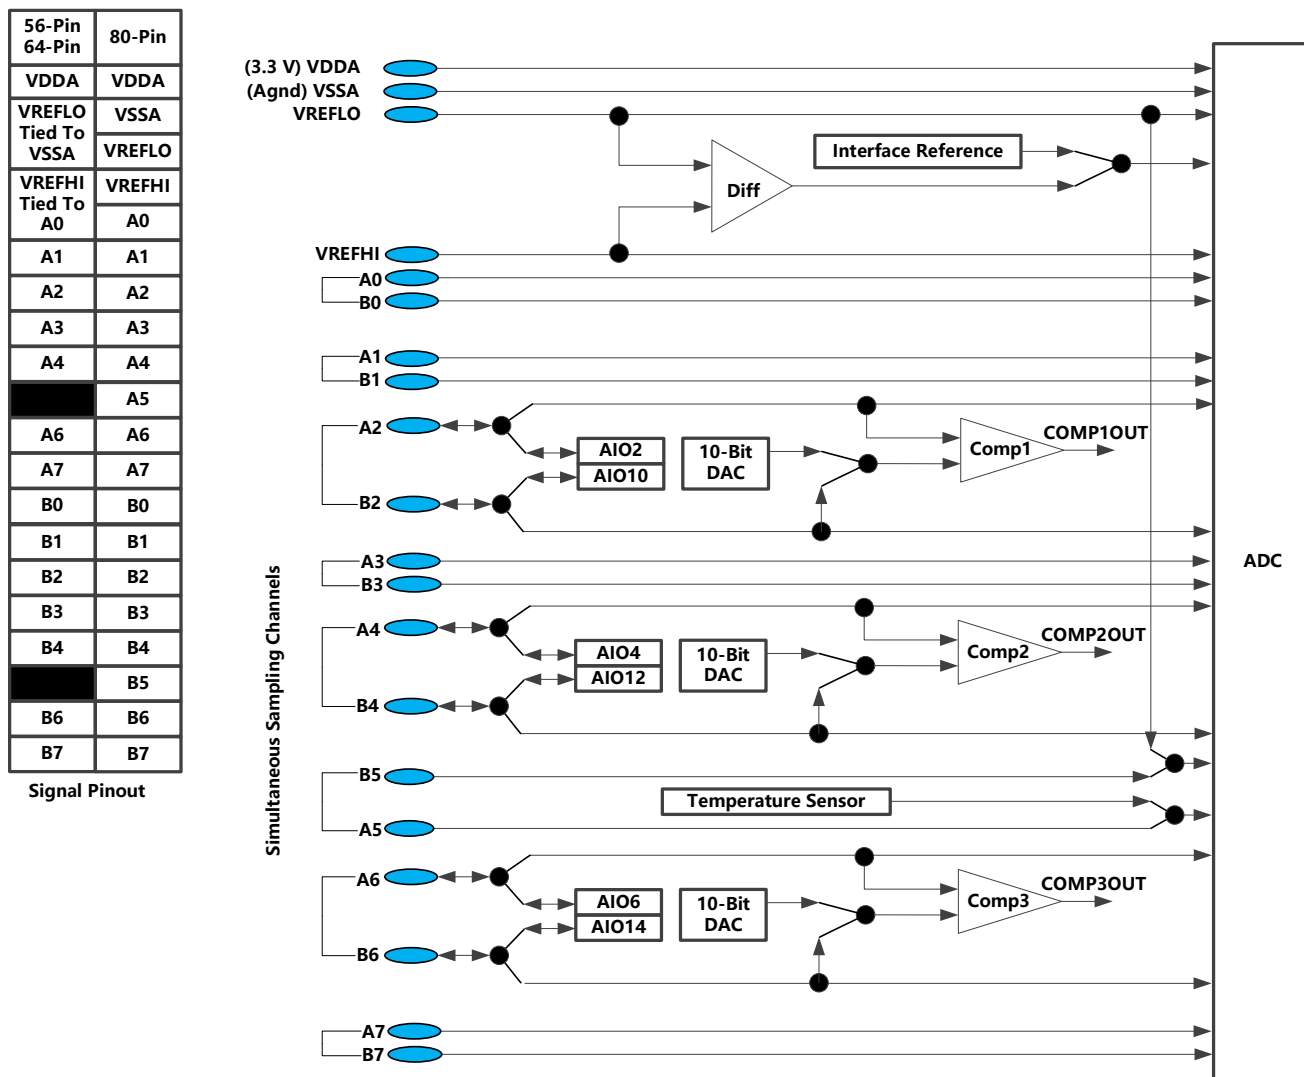 56-Pin
64-Pin
80-Pin
VDDA
VDDA
VREFLO
Tied To
VSSA
VSSA
VREFLO
VREFHI
Tied To
A0
VREFHI
A0
A1
A1
A2
A2
A3
A3
A4
A4
A5
A6
A6
A7
A7
B0
B0
B1
B1
B2
B2
B3
B3
B4
B4
B5
B6
B6
B7
B7
Signal Pinout
Simultaneous Sampling Channels
(3.3 V) VDDA
(Agnd) VSSA
VREFLO
Interface Reference
Diff
VREFHI
A0
B0
A1
B1
A2
AIO2
AIO10
10-Bit
DAC
Comp1
COMP1OUT
B2
A3
B3
ADC
A4
AIO4
AIO12
10-Bit
DAC
Comp2
COMP2OUT
B4
B5
Temperature Sensor
A5
A6
AIO6
AIO14
10-Bit
DAC
Comp3
COMP3OUT
B6
A7
B7